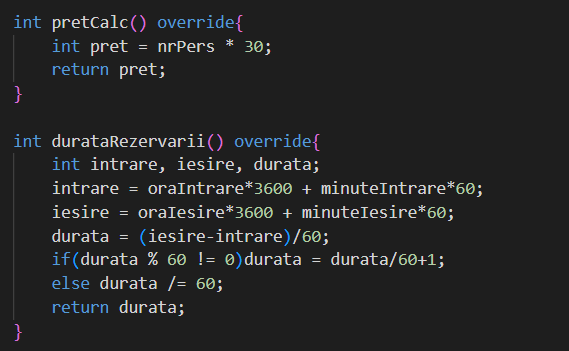 int pretCalc() override{
    int pret = nrPers * 30;
    return pret;
}

int durataRezervarii() override{
    int intrare, iesire, durata;
    intrare = oraIntrare*3600 + minuteIntrare*60;
    iesire = oraIesire*3600 + minuteIesire*60;
    durata = (iesire-intrare)/60;
    if(durata % 60 != 0)durata = durata/60+1;
    else durata /= 60;
    return durata;
}